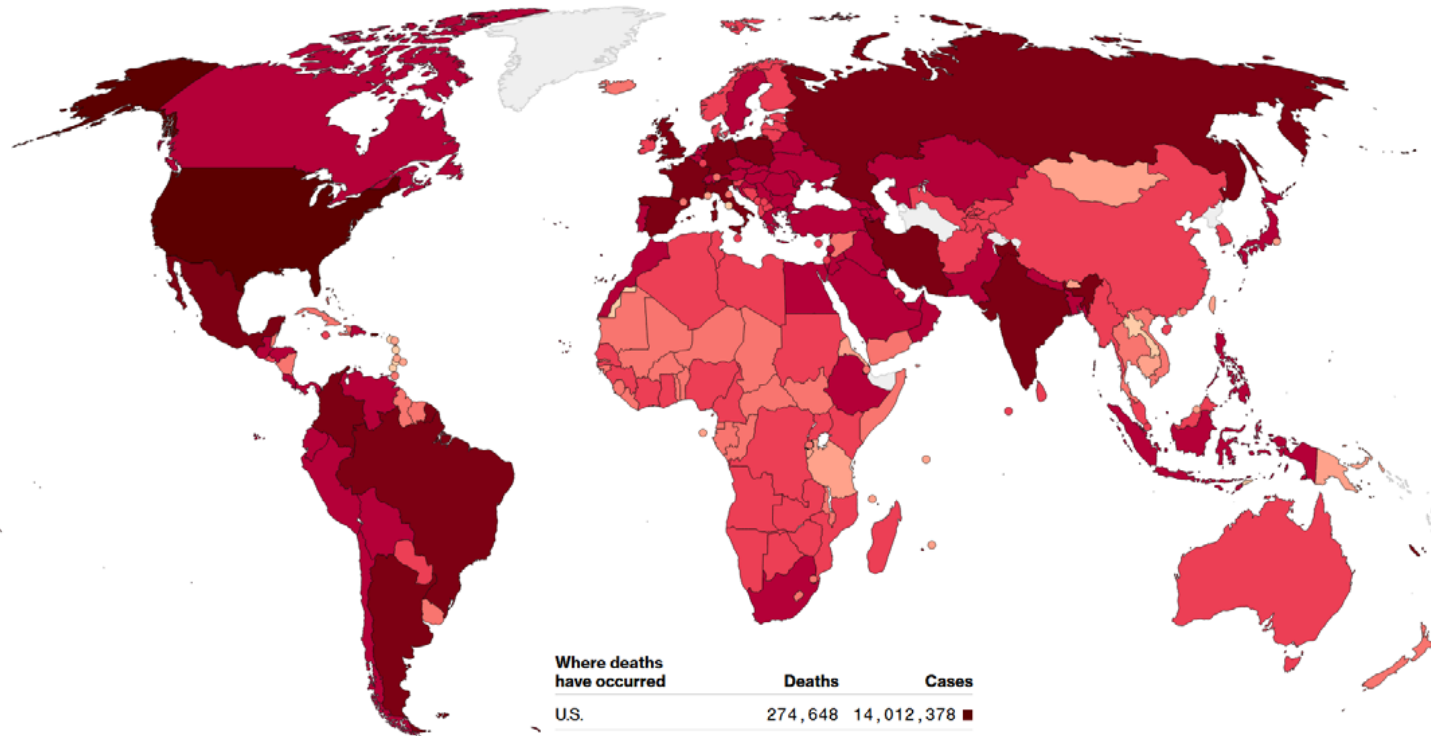 Where deaths
have occurred Deaths Cases
U.S. 274,648 14,012,378